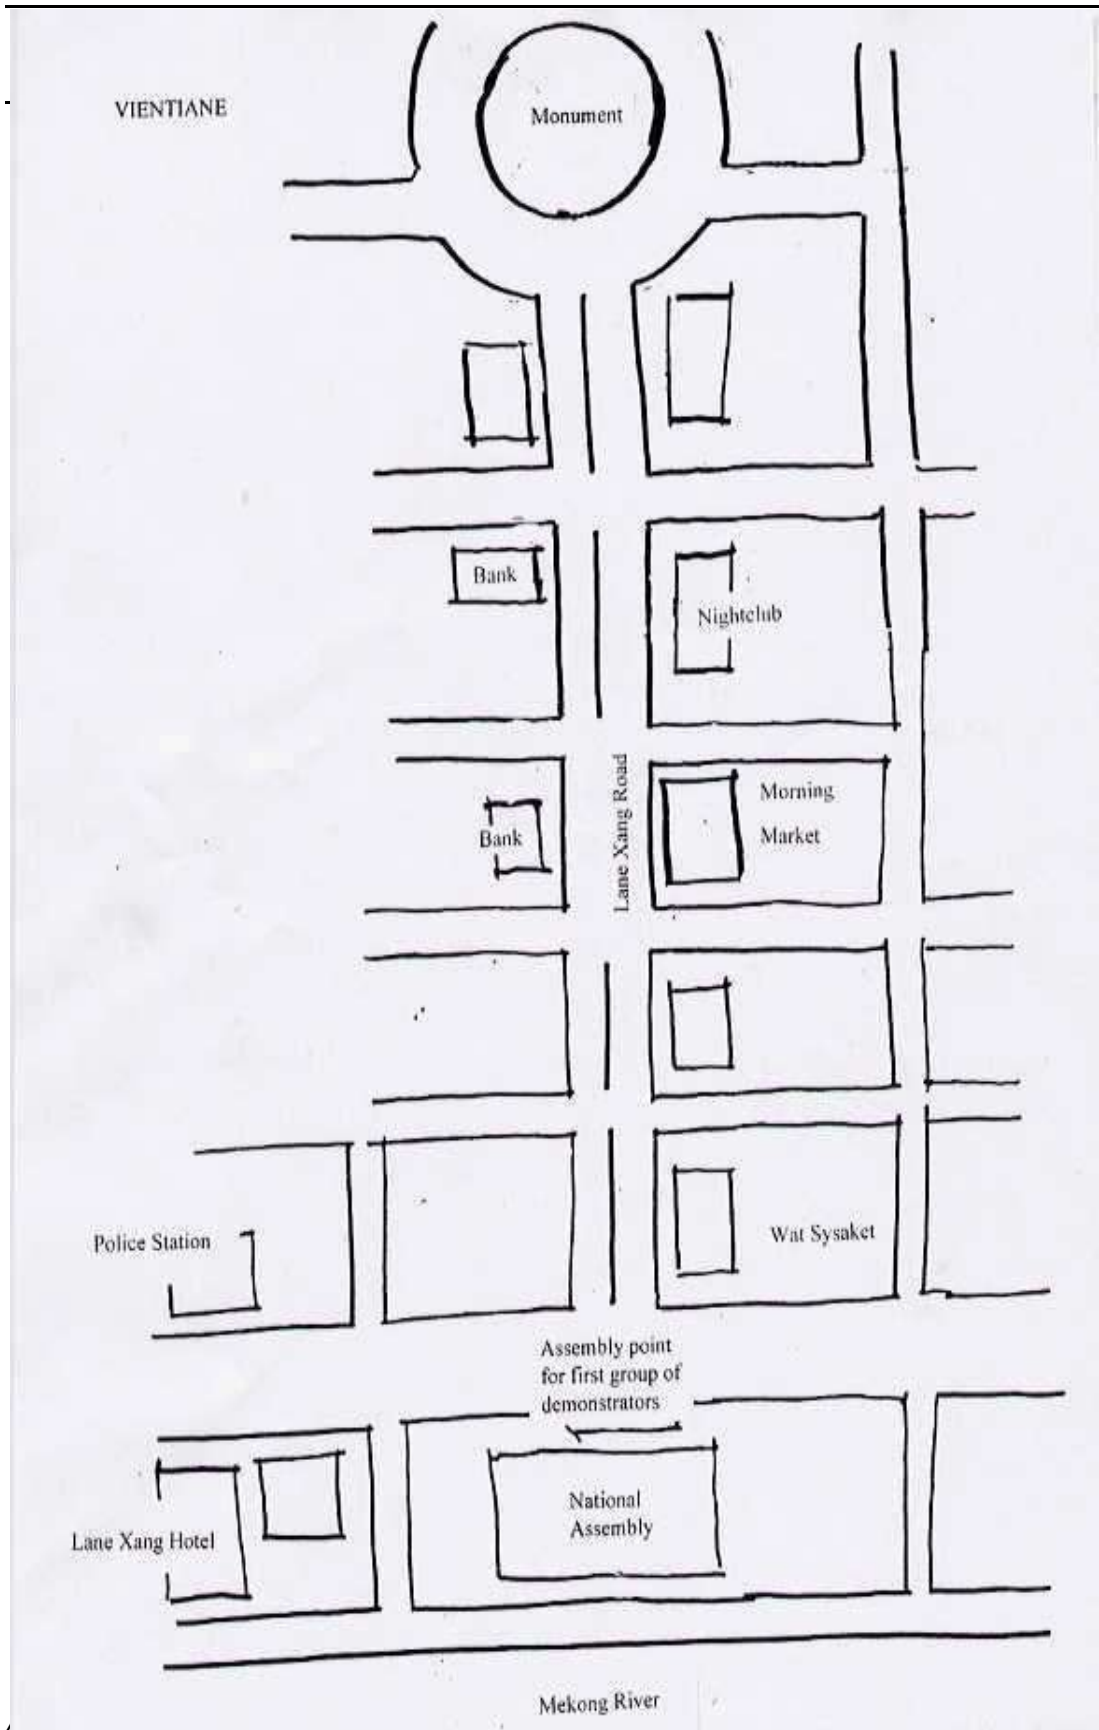 VIENTIANE
Monument
Bank
Nightclub
Lane Xang Road
Morning
Market
Bank
Police Station
Wat Sysaket
Assembly point
for first group of
demonstrators
National
Assembly
Lane Xang Hotel
Mekong River